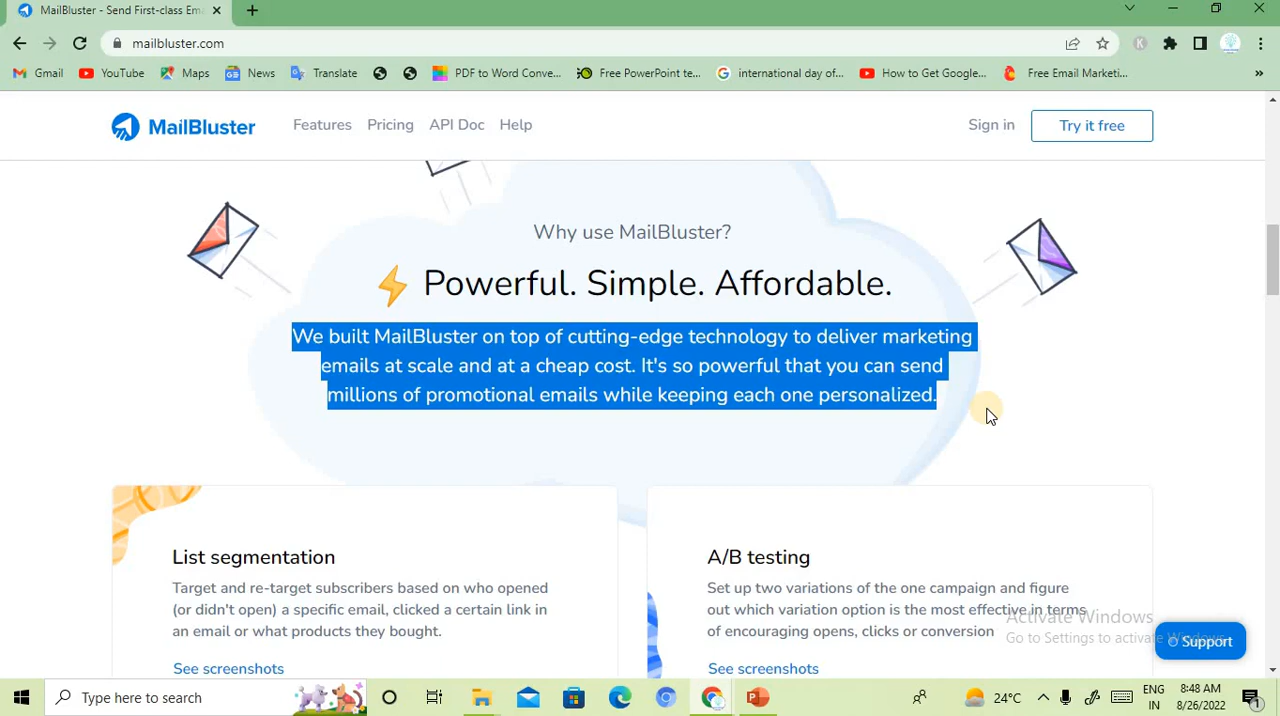 MailBluster - Send First-class Ema
mailbluster.com
K
Gmail
YouTube
Maps
News
Translate
PDF to Word Conve...
Free PowerPoint te...
international day of...
How to Get Google...
Free Email Marketi...
»
MailBluster
Features
Pricing
API Doc
Help
Sign in
Try it free
Why use MailBluster?
⚡ Powerful. Simple. Affordable.
We built MailBluster on top of cutting-edge technology to deliver marketing
emails at scale and at a cheap cost. It's so powerful that you can send
millions of promotional emails while keeping each one personalized.
List segmentation
Target and re-target subscribers based on who opened
(or didn't open) a specific email, clicked a certain link in
an email or what products they bought.
See screenshots
A/B testing
Set up two variations of the one campaign and figure
out which variation option is the most effective in terms
of encouraging opens, clicks or conversion
See screenshots
Activate Windows
Go to Settings to activate Windows.
Support
Type here to search
24°C
ENG
IN
8:48 AM
8/26/2022
1